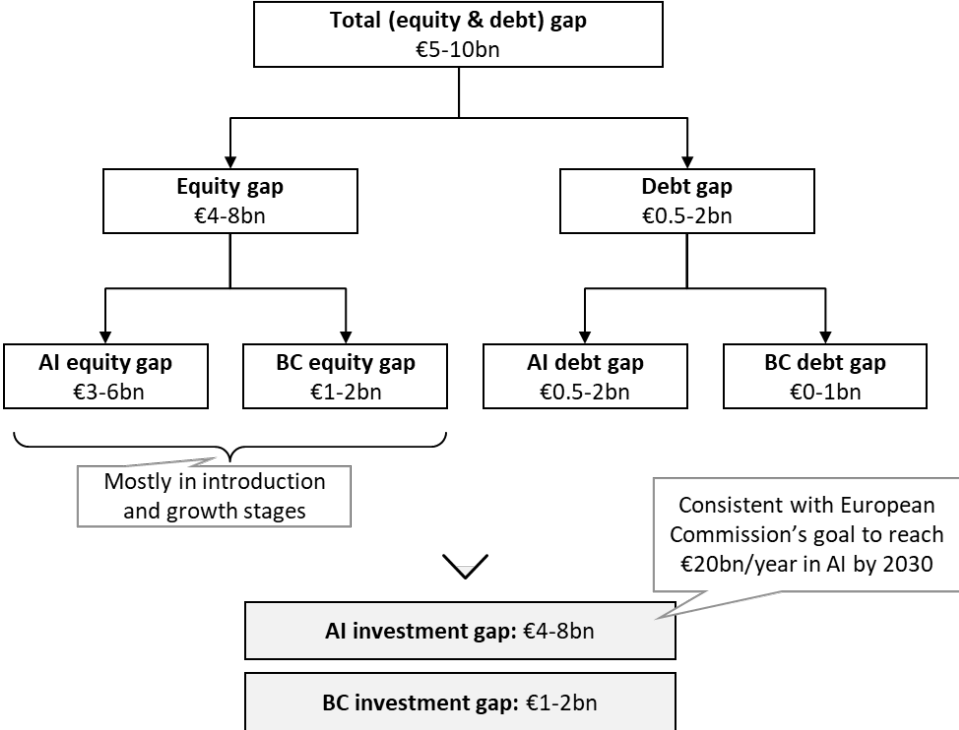 Total (equity & debt) gap
€5-10bn
Equity gap
€4-8bn
Debt gap
€0.5-2bn
AI equity gap
€3-6bn
BC equity gap
€1-2bn
AI debt gap
€0.5-2bn
BC debt gap
€0-1bn
Mostly in introduction
and growth stages
Consistent with European
Commission’s goal to reach
€20bn/year in AI by 2030
AI investment gap: €4-8bn
BC investment gap: €1-2bn